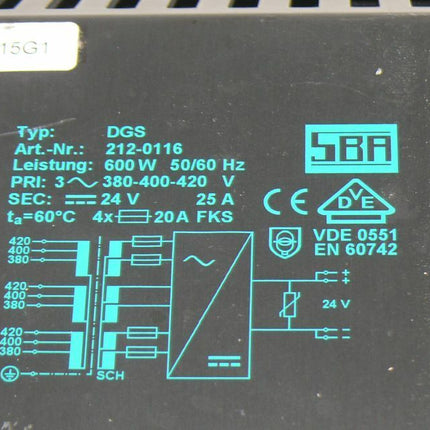 15G1
Typ: DGS
Art.-Nr.: 212-0116
Leistung: 600 W 50/60 Hz
PRI: 3 ~ 380-400-420 V
SEC: 24 V 25 A
ta=60°C 4x 20A FKS
SBA
CE
DVE
VDE 0551
EN 60742
420
400
380
420
400
380
420
400
380
SCH
~
+
+
24 V
–
–